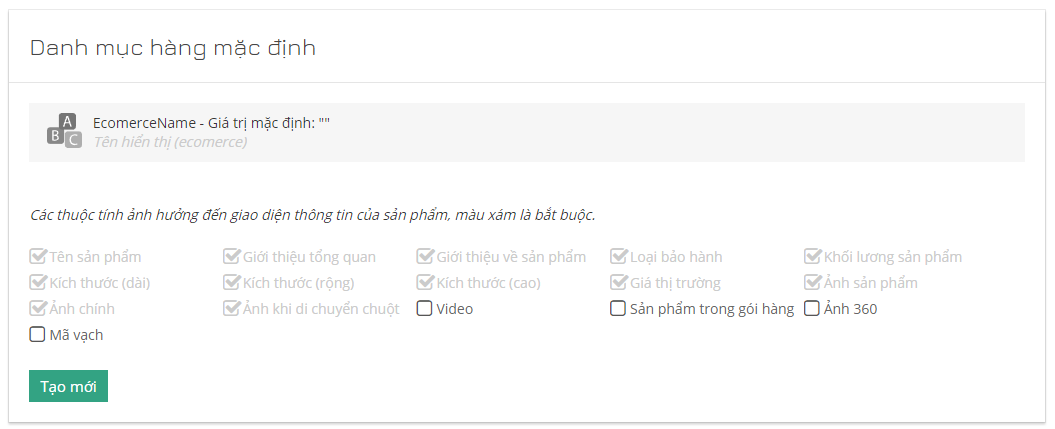 Danh mục hàng mặc định
A
B
C
EcomerceName - Giá trị mặc định: ""
Tên hiển thị (ecomerce)
Các thuộc tính ảnh hưởng đến giao diện thông tin của sản phẩm, màu xám là bắt buộc.
Tên sản phẩm Giới thiệu tổng quan Giới thiệu về sản phẩm Loại bảo hành Khối lương sản phẩm
Kích thước (dài) Kích thước (rộng) Kích thước (cao) Giá thị trường Ảnh sản phẩm
Ảnh chính Ảnh khi di chuyển chuột Video Sản phẩm trong gói hàng Ảnh 360
Mã vạch
Tạo mới